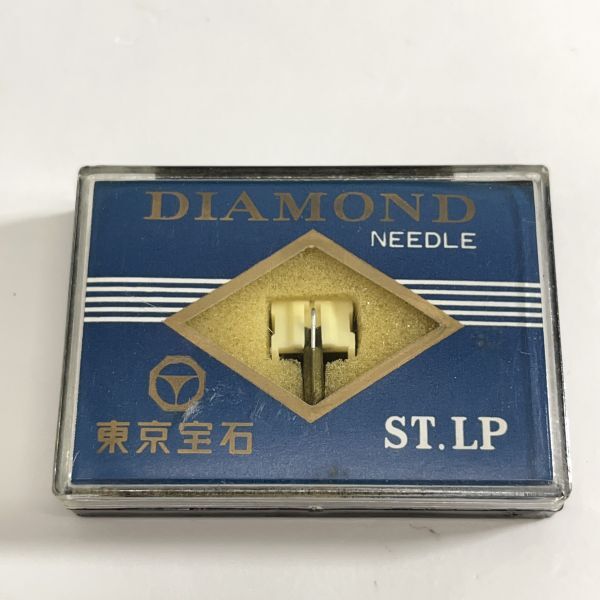 DIAMOND
NEEDLE
東京宝石
ST. LP